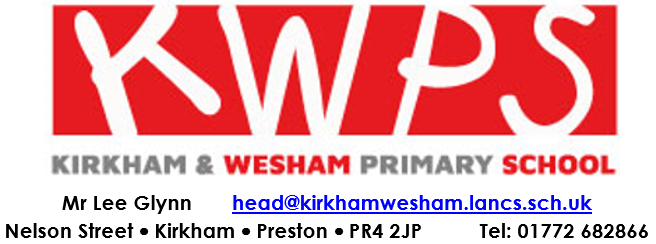 KWPS
KIRKHAM & WESHAM PRIMARY SCHOOL
Mr Lee Glynn head@kirkhamwesham.lancs.sch.uk
Nelson Street • Kirkham • Preston • PR4 2JP Tel: 01772 682866